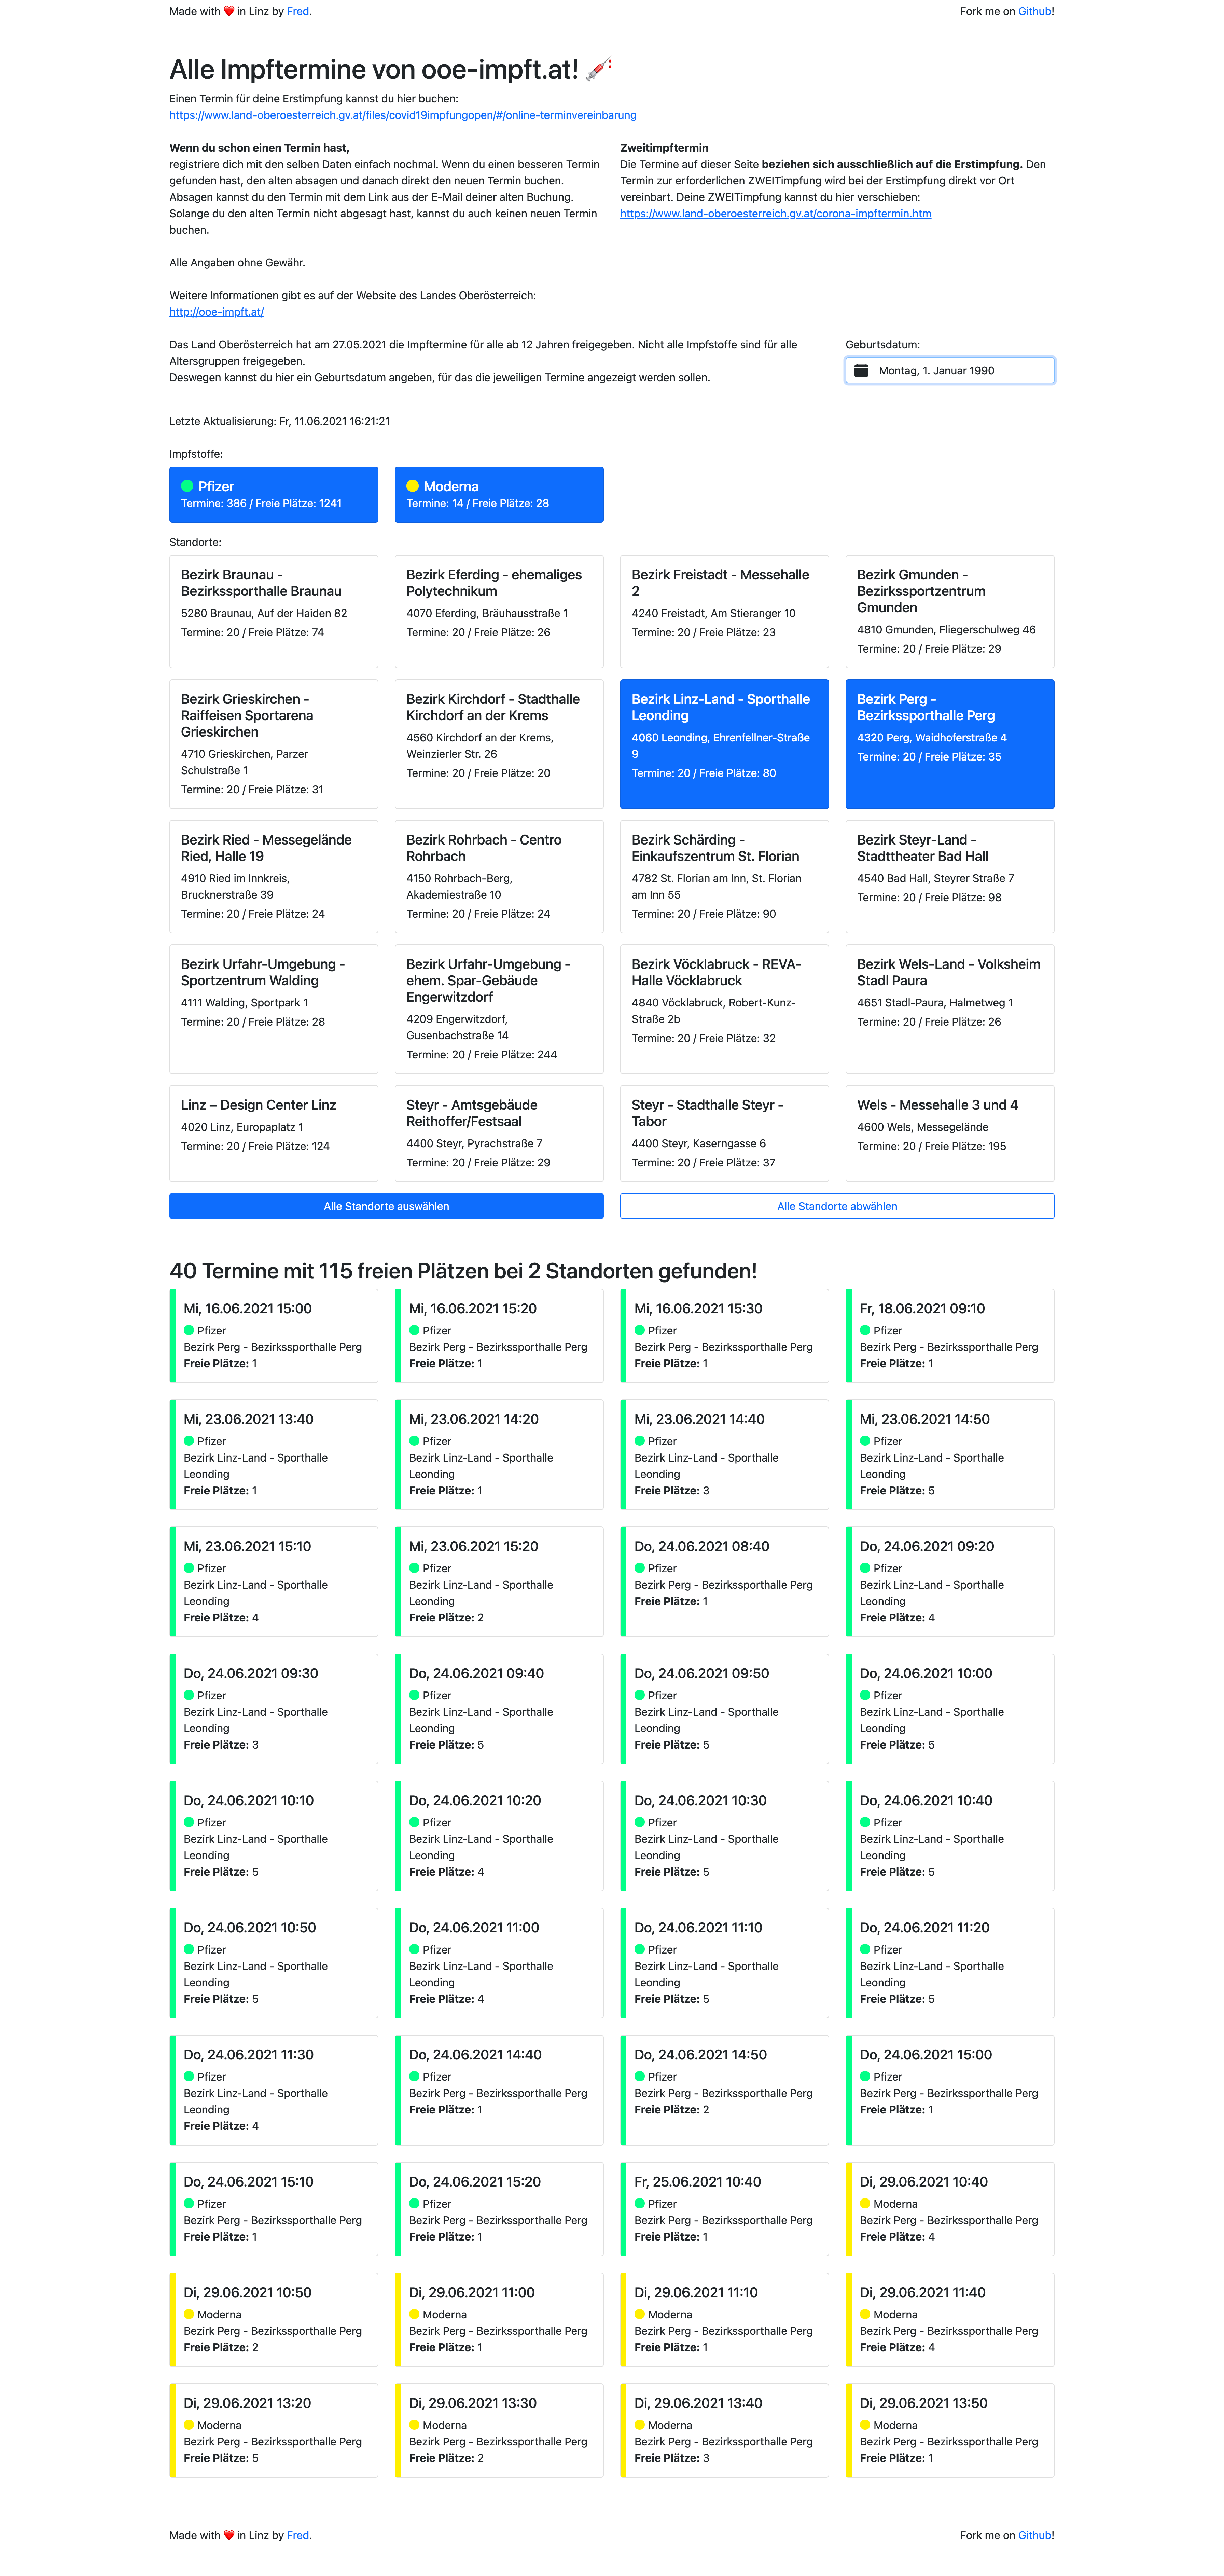 Made with ❤️ in Linz by Fred.
Fork me on Github!
Alle Impftermine von ooe-impft.at! 💉
Einen Termin für deine Erstimpfung kannst du hier buchen:
https://www.land-oberoesterreich.gv.at/files/covid19impfungopen/#/online-terminvereinbarung
Wenn du schon einen Termin hast,
registriere dich mit den selben Daten einfach nochmal. Wenn du einen besseren Termin
gefunden hast, den alten absagen und danach direkt den neuen Termin buchen.
Absagen kannst du den Termin mit dem Link aus der E-Mail deiner alten Buchung.
Solange du den alten Termin nicht abgesagt hast, kannst du auch keinen neuen Termin
buchen.
Zweitimpftermin
Die Termine auf dieser Seite beziehen sich ausschließlich auf die Erstimpfung. Den
Termin zur erforderlichen ZWEITimpfung wird bei der Erstimpfung direkt vor Ort
vereinbart. Deine ZWEITimpfung kannst du hier verschieben:
https://www.land-oberoesterreich.gv.at/corona-impftermin.htm
Alle Angaben ohne Gewähr.
Weitere Informationen gibt es auf der Website des Landes Oberösterreich:
http://ooe-impft.at/
Das Land Oberösterreich hat am 27.05.2021 die Impftermine für alle ab 12 Jahren freigegeben. Nicht alle Impfstoffe sind für alle
Altersgruppen freigegeben.
Deswegen kannst du hier ein Geburtsdatum angeben, für das die jeweiligen Termine angezeigt werden sollen.
Geburtsdatum:
Montag, 1. Januar 1990
Letzte Aktualisierung: Fr, 11.06.2021 16:21:21
Impfstoffe:
Pfizer
Termine: 386 / Freie Plätze: 1241
Moderna
Termine: 14 / Freie Plätze: 28
Standorte:
Bezirk Braunau -
Bezirkssporthalle Braunau
5280 Braunau, Auf der Haiden 82
Termine: 20 / Freie Plätze: 74
Bezirk Eferding - ehemaliges
Polytechnikum
4070 Eferding, Bräuhausstraße 1
Termine: 20 / Freie Plätze: 26
Bezirk Freistadt - Messehalle
2
4240 Freistadt, Am Stieranger 10
Termine: 20 / Freie Plätze: 23
Bezirk Gmunden -
Bezirkssportzentrum
Gmunden
4810 Gmunden, Fliegerschulweg 46
Termine: 20 / Freie Plätze: 29
Bezirk Grieskirchen -
Raiffeisen Sportarena
Grieskirchen
4710 Grieskirchen, Parzer
Schulstraße 1
Termine: 20 / Freie Plätze: 31
Bezirk Kirchdorf - Stadthalle
Kirchdorf an der Krems
4560 Kirchdorf an der Krems,
Weinzierler Str. 26
Termine: 20 / Freie Plätze: 20
Bezirk Linz-Land - Sporthalle
Leonding
4060 Leonding, Ehrenfellner-Straße
9
Termine: 20 / Freie Plätze: 80
Bezirk Perg -
Bezirkssporthalle Perg
4320 Perg, Waidhoferstraße 4
Termine: 20 / Freie Plätze: 35
Bezirk Ried - Messegelände
Ried, Halle 19
4910 Ried im Innkreis,
Brucknerstraße 39
Termine: 20 / Freie Plätze: 24
Bezirk Rohrbach - Centro
Rohrbach
4150 Rohrbach-Berg,
Akademiestraße 10
Termine: 20 / Freie Plätze: 24
Bezirk Schärding -
Einkaufszentrum St. Florian
4782 St. Florian am Inn, St. Florian
am Inn 55
Termine: 20 / Freie Plätze: 90
Bezirk Steyr-Land -
Stadttheater Bad Hall
4540 Bad Hall, Steyrer Straße 7
Termine: 20 / Freie Plätze: 98
Bezirk Urfahr-Umgebung -
Sportzentrum Walding
4111 Walding, Sportpark 1
Termine: 20 / Freie Plätze: 28
Bezirk Urfahr-Umgebung -
ehem. Spar-Gebäude
Engerwitzdorf
4209 Engerwitzdorf,
Gusenbachstraße 14
Termine: 20 / Freie Plätze: 244
Bezirk Vöcklabruck - REVA-
Halle Vöcklabruck
4840 Vöcklabruck, Robert-Kunz-
Straße 2b
Termine: 20 / Freie Plätze: 32
Bezirk Wels-Land - Volksheim
Stadl Paura
4651 Stadl-Paura, Halmetweg 1
Termine: 20 / Freie Plätze: 26
Linz – Design Center Linz
4020 Linz, Europaplatz 1
Termine: 20 / Freie Plätze: 124
Steyr - Amtsgebäude
Reithoffer/Festsaal
4400 Steyr, Pyrachstraße 7
Termine: 20 / Freie Plätze: 29
Steyr - Stadthalle Steyr -
Tabor
4400 Steyr, Kaserngasse 6
Termine: 20 / Freie Plätze: 37
Wels - Messehalle 3 und 4
4600 Wels, Messegelände
Termine: 20 / Freie Plätze: 195
Alle Standorte auswählen
Alle Standorte abwählen
40 Termine mit 115 freien Plätzen bei 2 Standorten gefunden!
Mi, 16.06.2021 15:00
Pfizer
Bezirk Perg - Bezirkssporthalle Perg
Freie Plätze: 1
Mi, 16.06.2021 15:20
Pfizer
Bezirk Perg - Bezirkssporthalle Perg
Freie Plätze: 1
Mi, 16.06.2021 15:30
Pfizer
Bezirk Perg - Bezirkssporthalle Perg
Freie Plätze: 1
Fr, 18.06.2021 09:10
Pfizer
Bezirk Perg - Bezirkssporthalle Perg
Freie Plätze: 1
Mi, 23.06.2021 13:40
Pfizer
Bezirk Linz-Land - Sporthalle
Leonding
Freie Plätze: 1
Mi, 23.06.2021 14:20
Pfizer
Bezirk Linz-Land - Sporthalle
Leonding
Freie Plätze: 1
Mi, 23.06.2021 14:40
Pfizer
Bezirk Linz-Land - Sporthalle
Leonding
Freie Plätze: 3
Mi, 23.06.2021 14:50
Pfizer
Bezirk Linz-Land - Sporthalle
Leonding
Freie Plätze: 5
Mi, 23.06.2021 15:10
Pfizer
Bezirk Linz-Land - Sporthalle
Leonding
Freie Plätze: 4
Mi, 23.06.2021 15:20
Pfizer
Bezirk Linz-Land - Sporthalle
Leonding
Freie Plätze: 2
Do, 24.06.2021 08:40
Pfizer
Bezirk Perg - Bezirkssporthalle Perg
Freie Plätze: 1
Do, 24.06.2021 09:20
Pfizer
Bezirk Linz-Land - Sporthalle
Leonding
Freie Plätze: 4
Do, 24.06.2021 09:30
Pfizer
Bezirk Linz-Land - Sporthalle
Leonding
Freie Plätze: 3
Do, 24.06.2021 09:40
Pfizer
Bezirk Linz-Land - Sporthalle
Leonding
Freie Plätze: 5
Do, 24.06.2021 09:50
Pfizer
Bezirk Linz-Land - Sporthalle
Leonding
Freie Plätze: 5
Do, 24.06.2021 10:00
Pfizer
Bezirk Linz-Land - Sporthalle
Leonding
Freie Plätze: 5
Do, 24.06.2021 10:10
Pfizer
Bezirk Linz-Land - Sporthalle
Leonding
Freie Plätze: 5
Do, 24.06.2021 10:20
Pfizer
Bezirk Linz-Land - Sporthalle
Leonding
Freie Plätze: 4
Do, 24.06.2021 10:30
Pfizer
Bezirk Linz-Land - Sporthalle
Leonding
Freie Plätze: 5
Do, 24.06.2021 10:40
Pfizer
Bezirk Linz-Land - Sporthalle
Leonding
Freie Plätze: 5
Do, 24.06.2021 10:50
Pfizer
Bezirk Linz-Land - Sporthalle
Leonding
Freie Plätze: 5
Do, 24.06.2021 11:00
Pfizer
Bezirk Linz-Land - Sporthalle
Leonding
Freie Plätze: 4
Do, 24.06.2021 11:10
Pfizer
Bezirk Linz-Land - Sporthalle
Leonding
Freie Plätze: 5
Do, 24.06.2021 11:20
Pfizer
Bezirk Linz-Land - Sporthalle
Leonding
Freie Plätze: 5
Do, 24.06.2021 11:30
Pfizer
Bezirk Linz-Land - Sporthalle
Leonding
Freie Plätze: 4
Do, 24.06.2021 14:40
Pfizer
Bezirk Perg - Bezirkssporthalle Perg
Freie Plätze: 1
Do, 24.06.2021 14:50
Pfizer
Bezirk Perg - Bezirkssporthalle Perg
Freie Plätze: 2
Do, 24.06.2021 15:00
Pfizer
Bezirk Perg - Bezirkssporthalle Perg
Freie Plätze: 1
Do, 24.06.2021 15:10
Pfizer
Bezirk Perg - Bezirkssporthalle Perg
Freie Plätze: 1
Do, 24.06.2021 15:20
Pfizer
Bezirk Perg - Bezirkssporthalle Perg
Freie Plätze: 1
Fr, 25.06.2021 10:40
Pfizer
Bezirk Perg - Bezirkssporthalle Perg
Freie Plätze: 1
Di, 29.06.2021 10:40
Moderna
Bezirk Perg - Bezirkssporthalle Perg
Freie Plätze: 4
Di, 29.06.2021 10:50
Moderna
Bezirk Perg - Bezirkssporthalle Perg
Freie Plätze: 2
Di, 29.06.2021 11:00
Moderna
Bezirk Perg - Bezirkssporthalle Perg
Freie Plätze: 1
Di, 29.06.2021 11:10
Moderna
Bezirk Perg - Bezirkssporthalle Perg
Freie Plätze: 1
Di, 29.06.2021 11:40
Moderna
Bezirk Perg - Bezirkssporthalle Perg
Freie Plätze: 4
Di, 29.06.2021 13:20
Moderna
Bezirk Perg - Bezirkssporthalle Perg
Freie Plätze: 5
Di, 29.06.2021 13:30
Moderna
Bezirk Perg - Bezirkssporthalle Perg
Freie Plätze: 2
Di, 29.06.2021 13:40
Moderna
Bezirk Perg - Bezirkssporthalle Perg
Freie Plätze: 3
Di, 29.06.2021 13:50
Moderna
Bezirk Perg - Bezirkssporthalle Perg
Freie Plätze: 1
Made with ❤️ in Linz by Fred.
Fork me on Github!